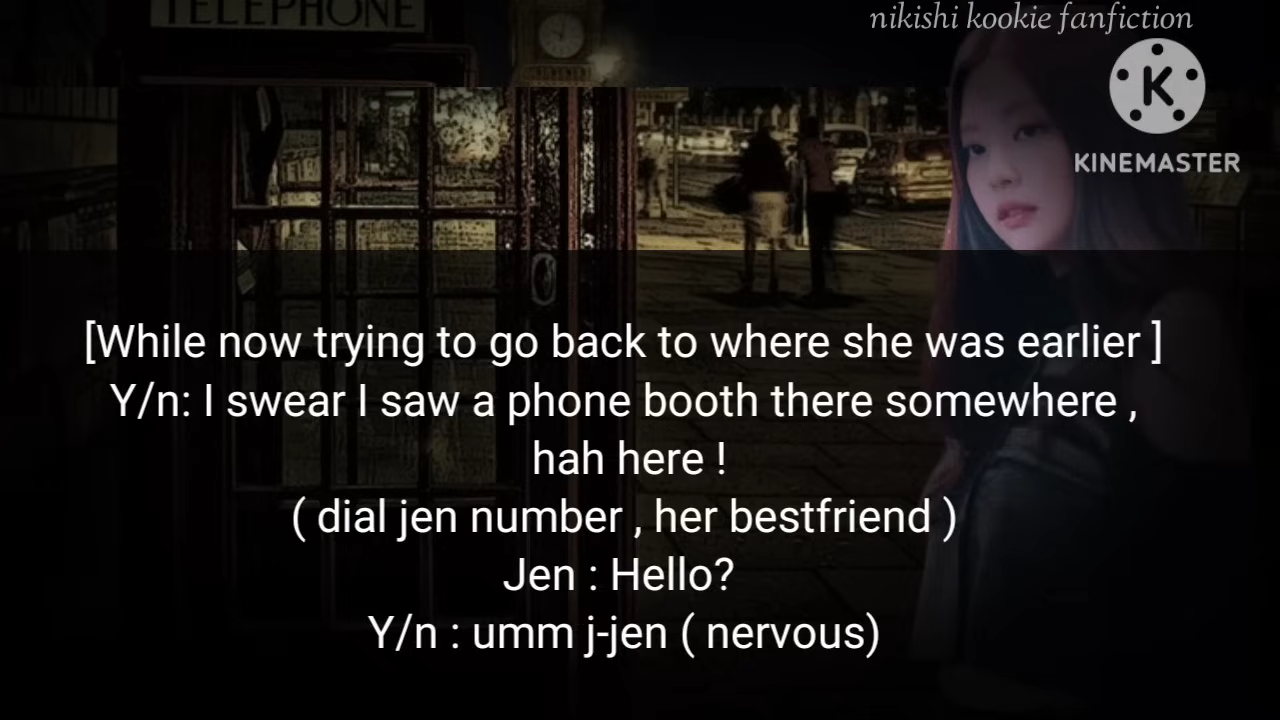 TELEPHONE
nikishi kookie fanfiction
K
KINEMASTER
[While now trying to go back to where she was earlier ]
Y/n: I swear I saw a phone booth there somewhere ,
hah here !
( dial jen number , her bestfriend )
Jen : Hello?
Y/n : umm j-jen ( nervous)